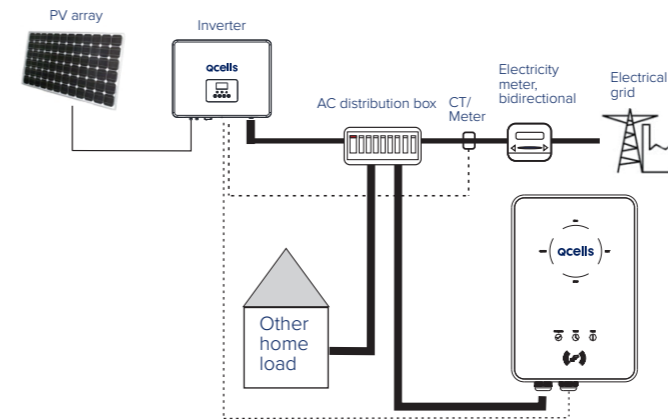 PV array
Inverter
qcells
AC distribution box
CT/
Meter
Electricity
meter,
bidirectional
Electrical
grid
qcells
Other
home
load